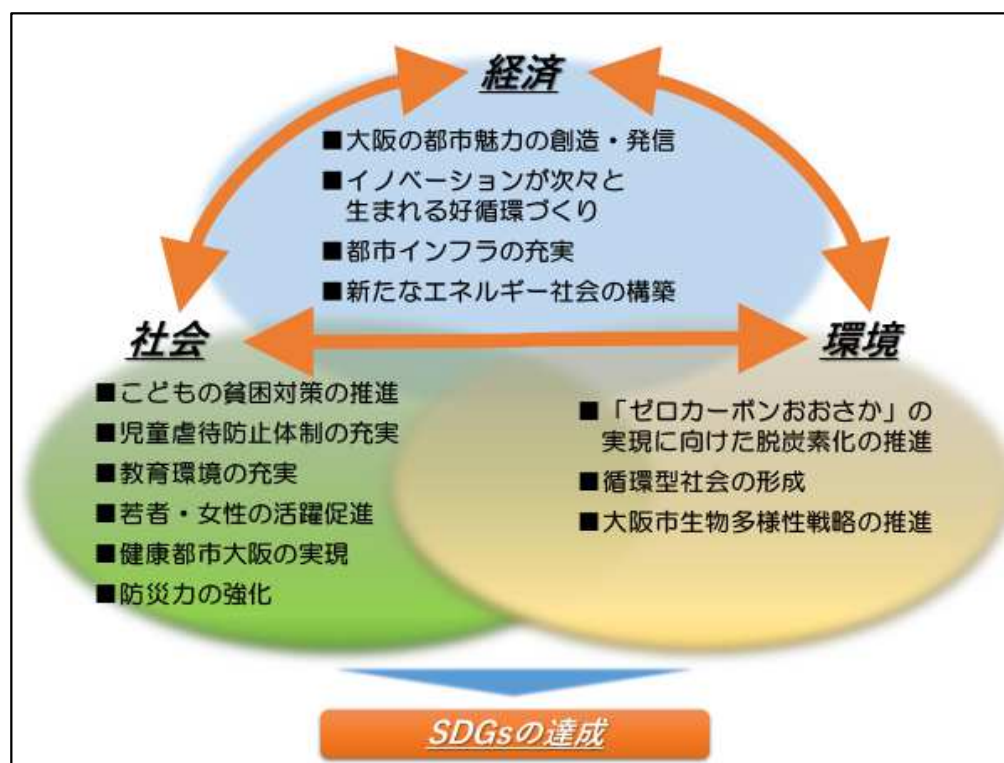 経済
■大阪の都市魅力の創造・発信
■イノベーションが次々と
生まれる好循環づくり
■都市インフラの充実
■新たなエネルギー社会の構築
社会
■こどもの貧困対策の推進
■児童虐待防止体制の充実
■教育環境の充実
■若者・女性の活躍促進
■健康都市大阪の実現
■防災力の強化
環境
■「ゼロカーボンおおさか」の
実現に向けた脱炭素化の推進
■循環型社会の形成
■大阪市生物多様性戦略の推進
SDGsの達成